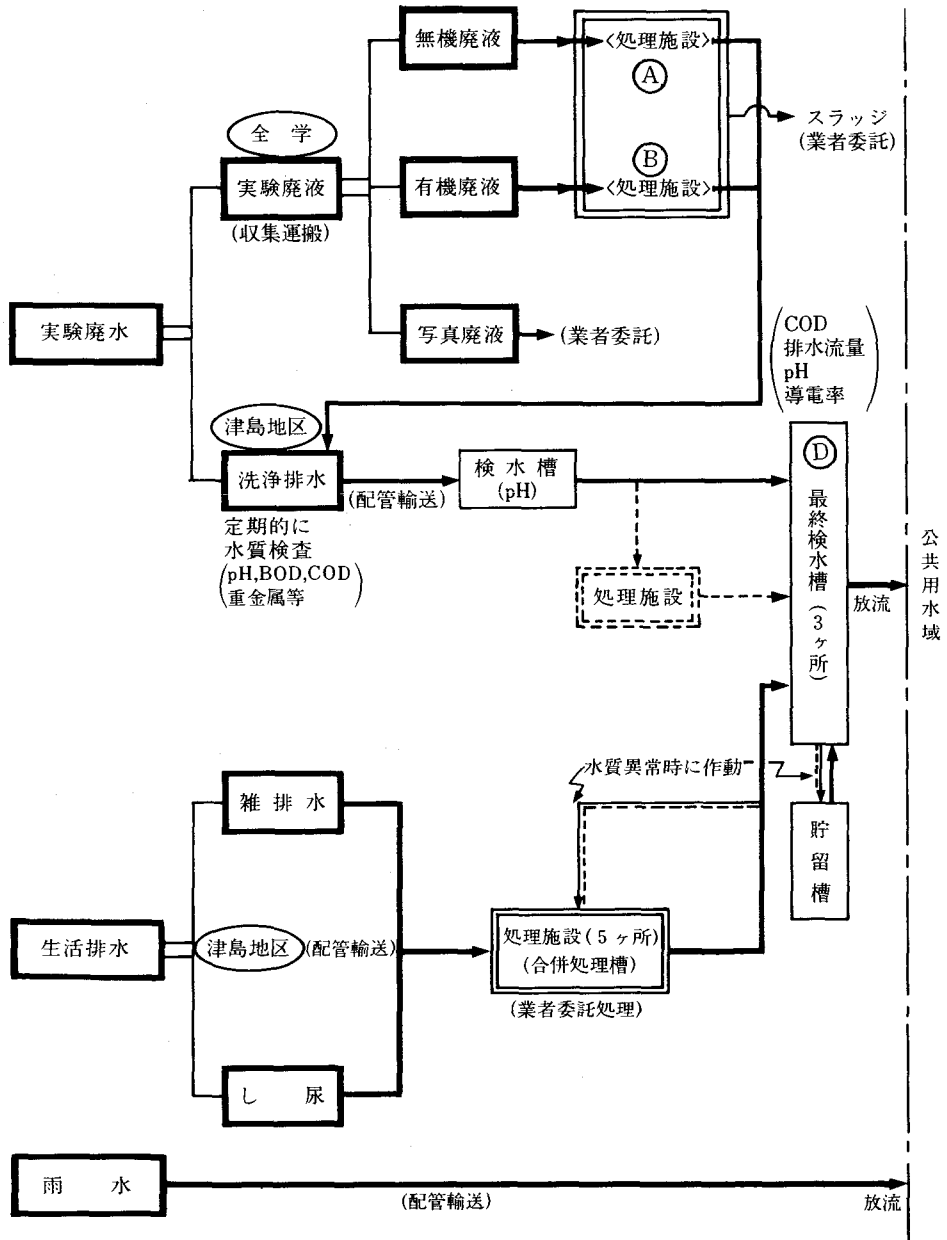 無機廃液
〈処理施設〉
Ⓐ
スラッジ
(業者委託)
全学
実験廃液
(収集運搬)
有機廃液
Ⓑ
〈処理施設〉
実験廃水
写真廃液
(業者委託)
COD
排水流量
pH
導電率
津島地区
洗浄排水
(配管輸送)
定期的に
水質検査
(pH,BOD,COD
重金属等)
検水槽
(pH)
処理施設
Ⓓ
最終検水槽(3ヶ所)
放流
公共用水域
水質異常時に作動
貯留槽
雑排水
生活排水
津島地区
(配管輸送)
処理施設(5ヶ所)
(合併処理槽)
(業者委託処理)
し尿
雨水
(配管輸送)
放流